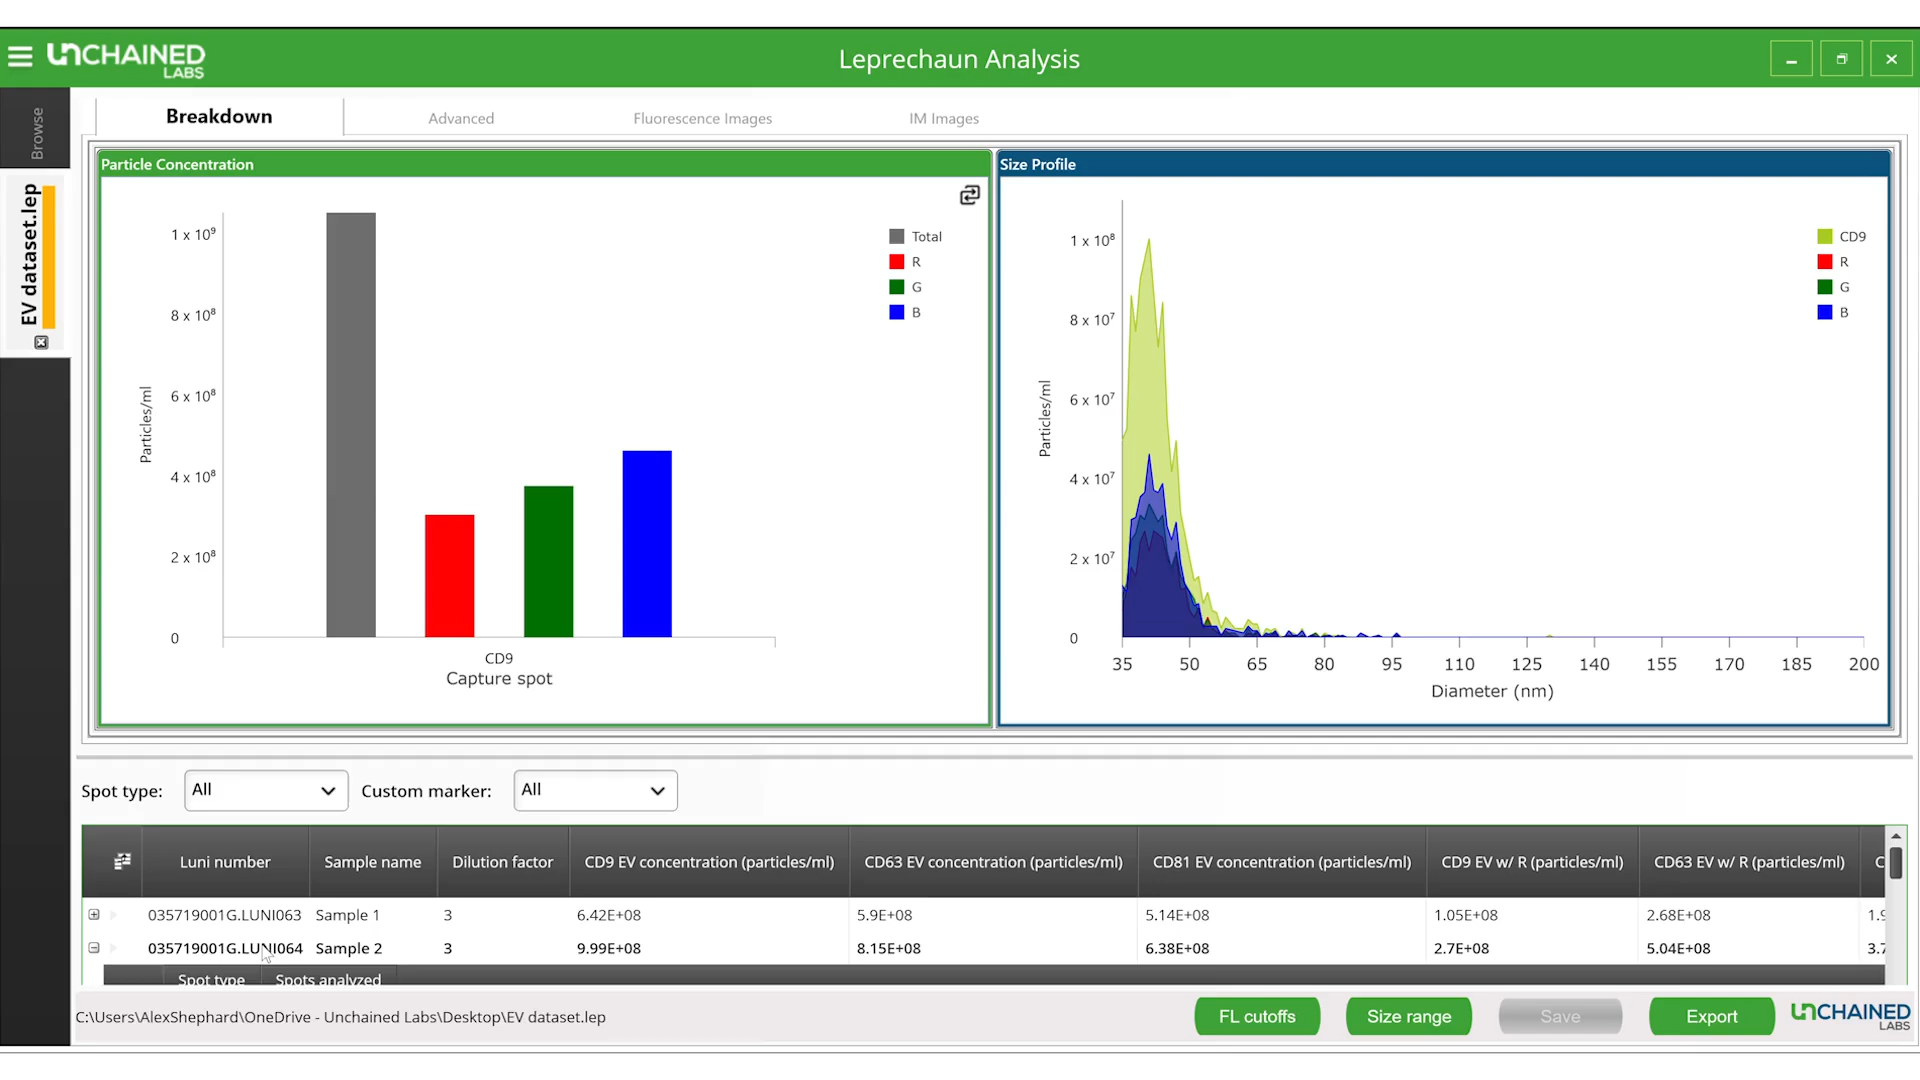 UNCHAINED LABS
Leprechaun Analysis
Browse
EV dataset.lep
Breakdown
Advanced
Fluorescence Images
IM Images
Particle Concentration
1 x 10⁹
8 x 10⁸
6 x 10⁸
4 x 10⁸
2 x 10⁸
0
Particles/ml
CD9
Capture spot
Total
R
G
B
Size Profile
1 x 10⁸
8 x 10⁷
6 x 10⁷
4 x 10⁷
2 x 10⁷
0
Particles/ml
35 50 65 80 95 110 125 140 155 170 185 200
Diameter (nm)
CD9
R
G
B
Spot type: All Custom marker: All
Luni number Sample name Dilution factor CD9 EV concentration (particles/ml) CD63 EV concentration (particles/ml) CD81 EV concentration (particles/ml) CD9 EV w/ R (particles/ml) CD63 EV w/ R (particles/ml) C
035719001G.LUNI063 Sample 1 3 6.42E+08 5.9E+08 5.14E+08 1.05E+08 2.68E+08 1.9
035719001G.LUNI064 Sample 2 3 9.99E+08 8.15E+08 6.38E+08 2.7E+08 5.04E+08 3.7
Spot type Spots analyzed
C:\Users\AlexShephard\OneDrive - Unchained Labs\Desktop\EV dataset.lep
FL cutoffs
Size range
Save
Export
UNCHAINED LABS